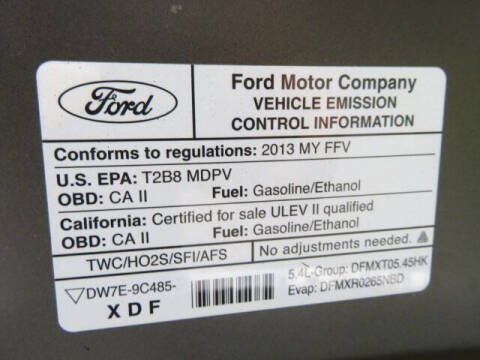 Ford
Ford Motor Company
VEHICLE EMISSION
CONTROL INFORMATION
Conforms to regulations: 2013 MY FFV
U.S. EPA: T2B8 MDPV
OBD: CA II Fuel: Gasoline/Ethanol
California: Certified for sale ULEV II qualified
OBD: CA II Fuel: Gasoline/Ethanol
TWC/HO2S/SFI/AFS
No adjustments needed.
DW7E-9C485-
XDF
5.4L-Group: DFMXT05.45HK
Evap: DFMXR0265NBD